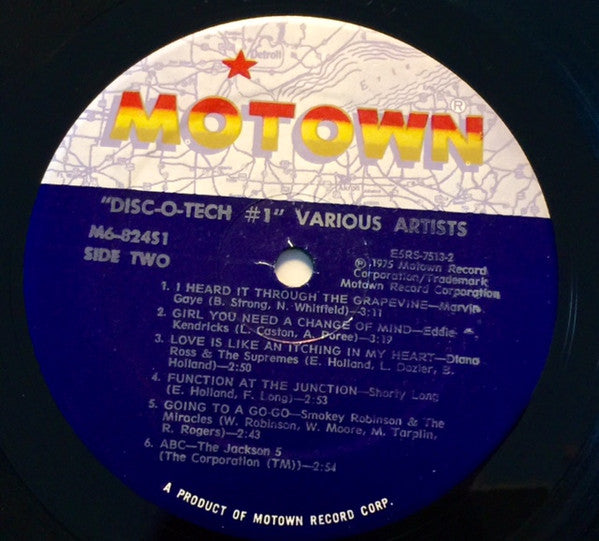 Detroit
MOTOWN®
"DISC-O-TECH #1" VARIOUS ARTISTS
M6-824S1
SIDE TWO
ESRS-7513-2
℗ 1975 Motown Record
Corporation/Trademark
Motown Record Corporation
1. I HEARD IT THROUGH THE GRAPEVINE—Marvin
Gaye (B. Strong, N. Whitfield)—3:11
2. GIRL YOU NEED A CHANGE OF MIND—Eddie
Kendricks (L. Caston, A. Poree)—3:19
3. LOVE IS LIKE AN ITCHING IN MY HEART—Diana
Ross & The Supremes (E. Holland, L. Dozier, B.
Holland)—2:50
4. FUNCTION AT THE JUNCTION—Shorty Long
(E. Holland, F. Long)—2:53
5. GOING TO A GO-GO—Smokey Robinson & The
Miracles (W. Robinson, W. Moore, M. Tarplin,
R. Rogers)—2:43
6. ABC—The Jackson 5
(The Corporation (TM))—2:54
A PRODUCT OF MOTOWN RECORD CORP.